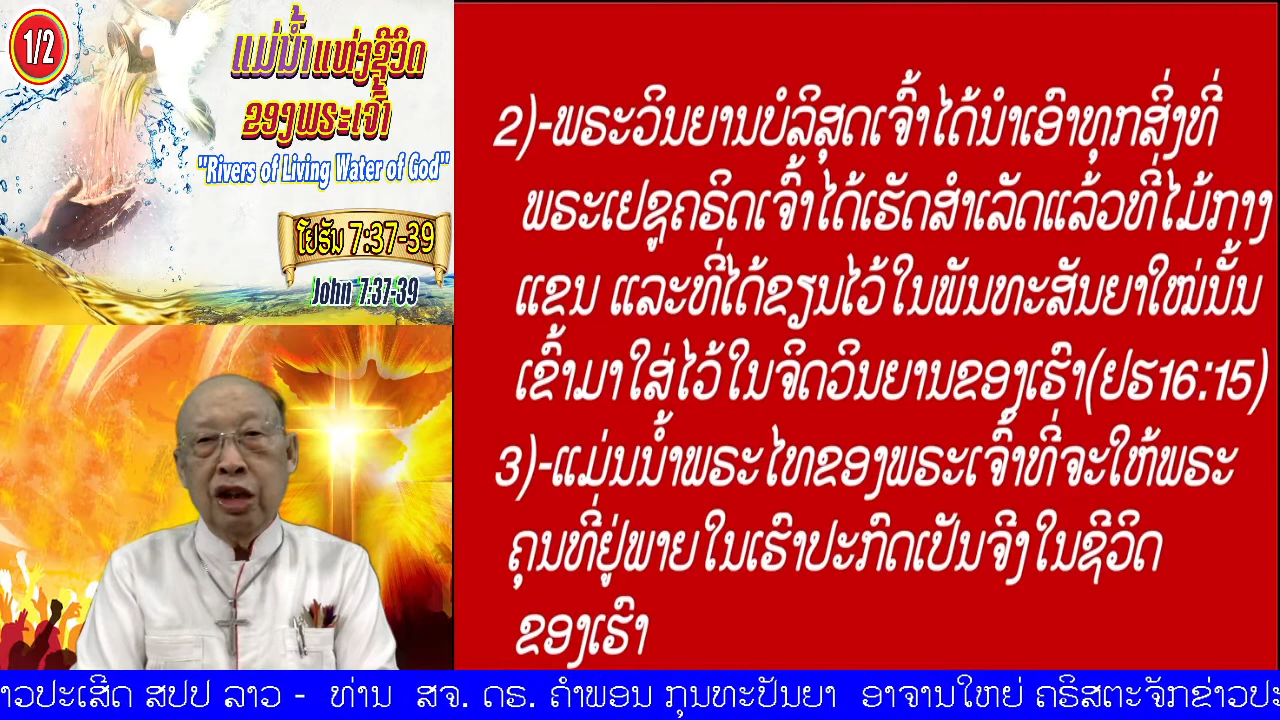 1/2
ແມ່ນ້ຳແຫ່ງຊີວິດ
ຂອງພຣະເຈົ້າ
"Rivers of Living Water of God"
ໂຢຮັນ 7:37-39
John 7:37-39
2)-ພຣະວິນຍານບໍລິສຸດເຈົ້າໄດ້ນຳເອົາທຸກສິ່ງທີ່
ພຣະເຢຊູຄຣິດເຈົ້າໄດ້ເຮັດສຳເລັດແລ້ວທີ່ໄມ້ກາງ
ແຂນ ແລະທີ່ໄດ້ຂຽນໄວ້ໃນພັນທະສັນຍາໃໝ່ນັ້ນ
ເຂົ້າມາໃສ່ໄວ້ໃນຈິດວິນຍານຂອງເຮົາ(ຢຮ16:15)
3)-ແມ່ນນ້ຳພຣະໄທຂອງພຣະເຈົ້າທີ່ຈະໃຫ້ພຣະ
ຄຸນທີ່ຢູ່ພາຍໃນເຮົາປະກົດເປັນຈີງໃນຊີວິດ
ຂອງເຮົາ
າວປະເສີດ ສປປ ລາວ - ທ່ານ ສຈ. ດຣ. ຄຳພອນ ກຸນທະປັນຍາ ອາຈານໃຫຍ່ ຄຣິສຕະຈັກຂ່າວປະ